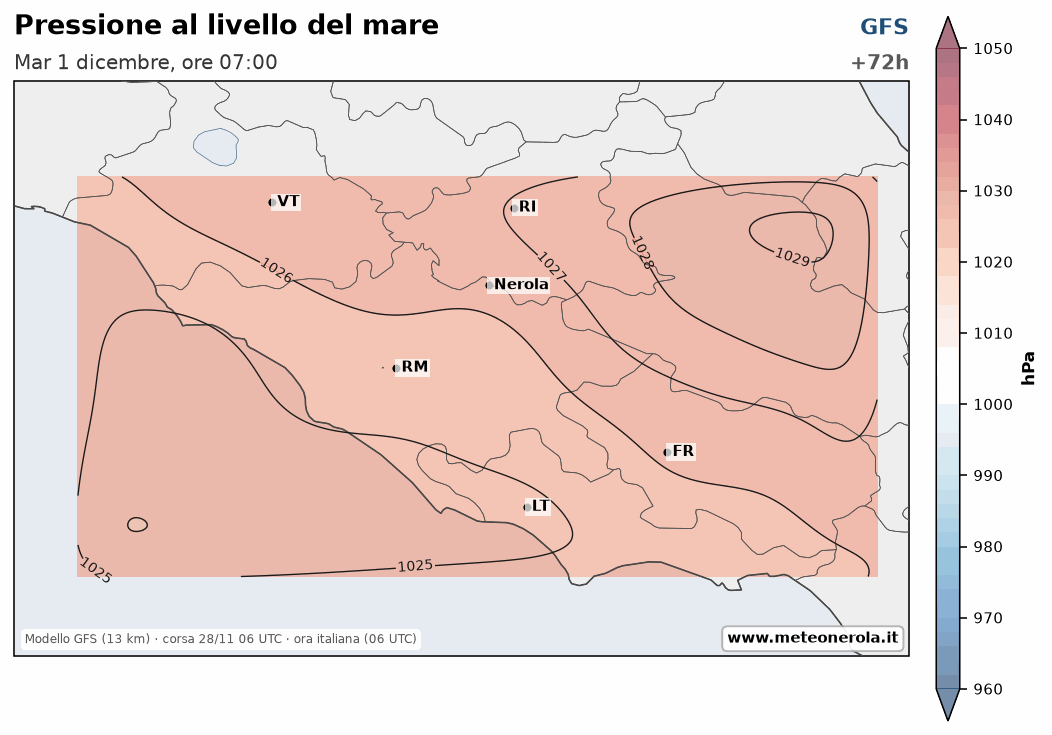 Pressione al livello del mare
GFS
Mar 1 dicembre, ore 07:00
+72h
VT
RI
1026
1027
1028
1029
Nerola
RM
FR
LT
1025
1025
Modello GFS (13 km) · corsa 28/11 06 UTC · ora italiana (06 UTC)
www.meteonerola.it
1050
1040
1030
1020
1010
1000
990
980
970
960
hPa